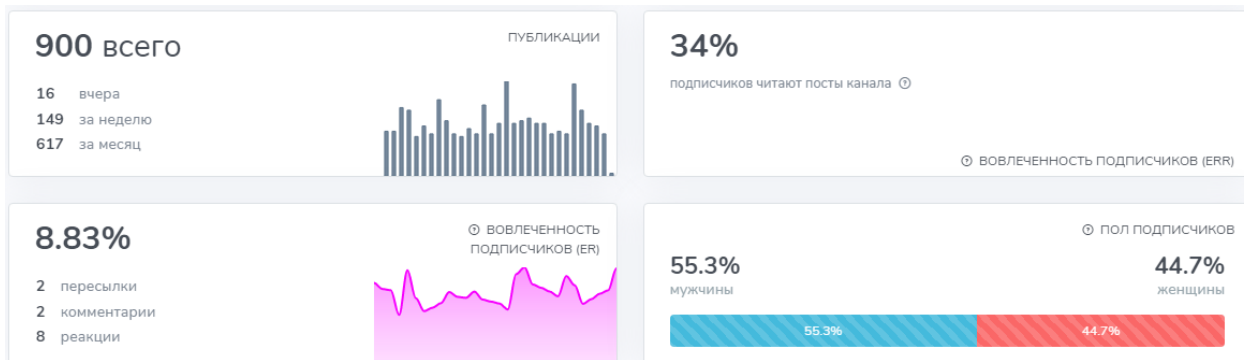 900 всего
ПУБЛИКАЦИИ
16 вчера
149 за неделю
617 за месяц
34%
подписчиков читают посты канала
ВОВЛЕЧЕННОСТЬ ПОДПИСЧИКОВ (ERR)
8.83%
ВОВЛЕЧЕННОСТЬ
ПОДПИСЧИКОВ (ER)
2 пересылки
2 комментарии
8 реакции
ПОЛ ПОДПИСЧИКОВ
55.3% 44.7%
мужчины женщины
55.3% 44.7%